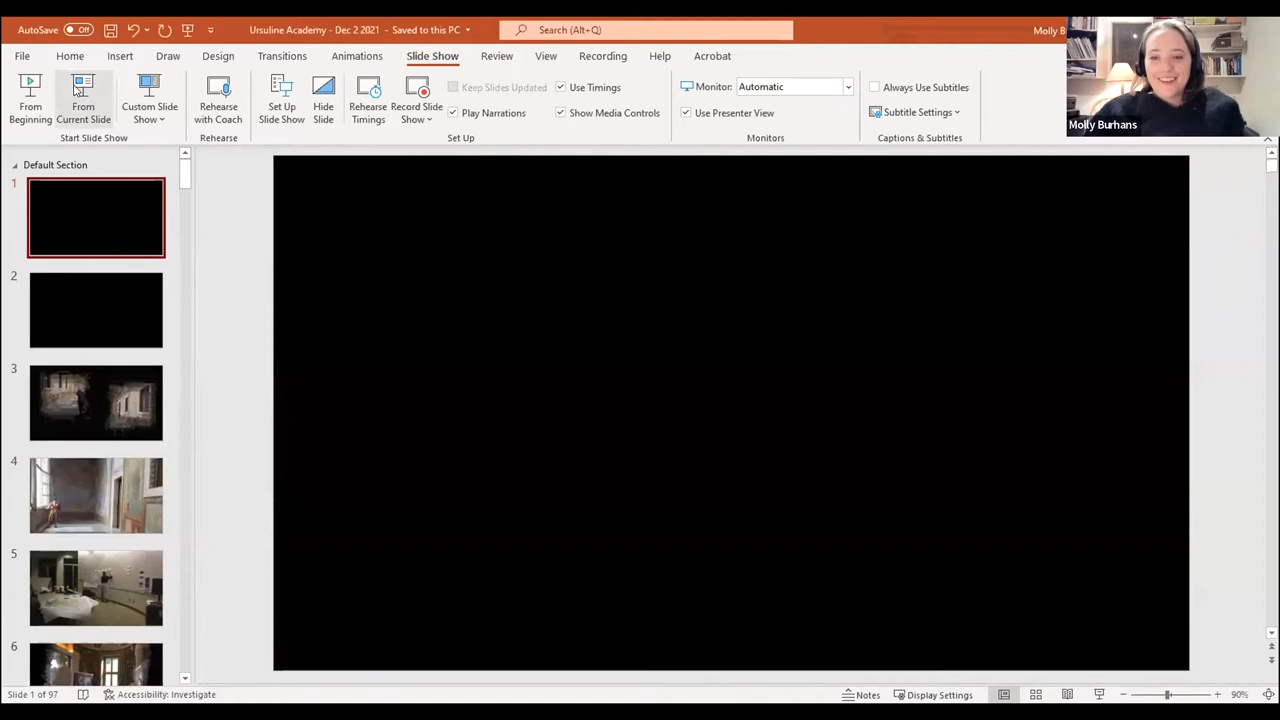 AutoSave Off Ursuline Academy - Dec 2 2021 - Saved to this PC Search (Alt+Q) Molly B
File Home Insert Draw Design Transitions Animations Slide Show Review View Recording Help Acrobat
From Beginning
From Current Slide
Custom Slide Show
Start Slide Show
Rehearse with Coach
Rehearse
Set Up Slide Show
Hide Slide
Rehearse Timings
Record Slide Show
Keep Slides Updated
Use Timings
Play Narrations
Show Media Controls
Set Up
Monitor: Automatic
Use Presenter View
Monitors
Always Use Subtitles
Subtitle Settings
Captions & Subtitles
Molly Burhans
Default Section
1
2
3
4
5
6
Slide 1 of 97 Accessibility: Investigate Notes Display Settings 90%